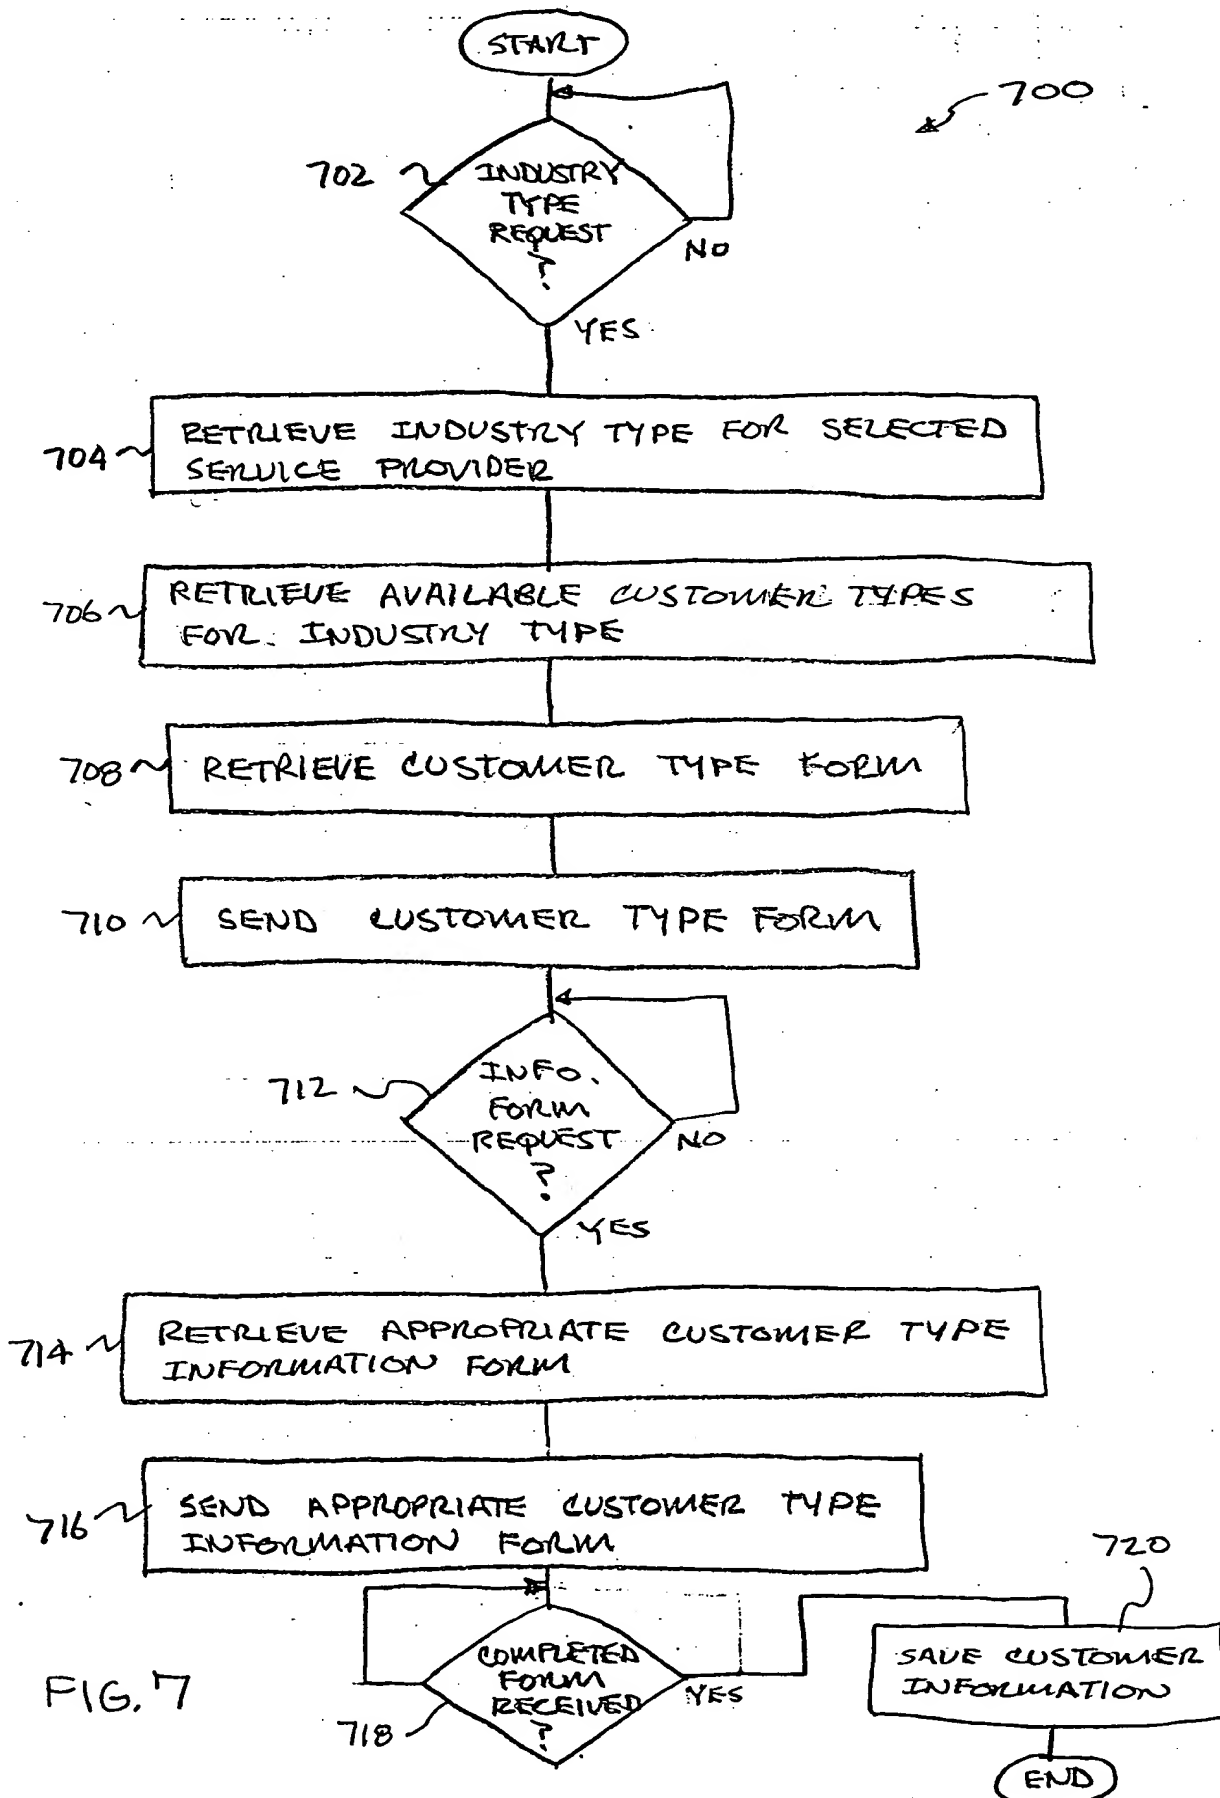 START
700
702
INDUSTRY
TYPE
REQUEST
?
NO
YES
704
RETRIEVE INDUSTRY TYPE FOR SELECTED
SERVICE PROVIDER
706
RETRIEVE AVAILABLE CUSTOMER TYPES
FOR INDUSTRY TYPE
708
RETRIEVE CUSTOMER TYPE FORM
710
SEND CUSTOMER TYPE FORM
712
INFO.
FORM
REQUEST
?
NO
YES
714
RETRIEVE APPROPRIATE CUSTOMER TYPE
INFORMATION FORM
716
SEND APPROPRIATE CUSTOMER TYPE
INFORMATION FORM
720
COMPLETED
FORM
RECEIVED
?
YES
718
SAVE CUSTOMER
INFORMATION
END
FIG. 7